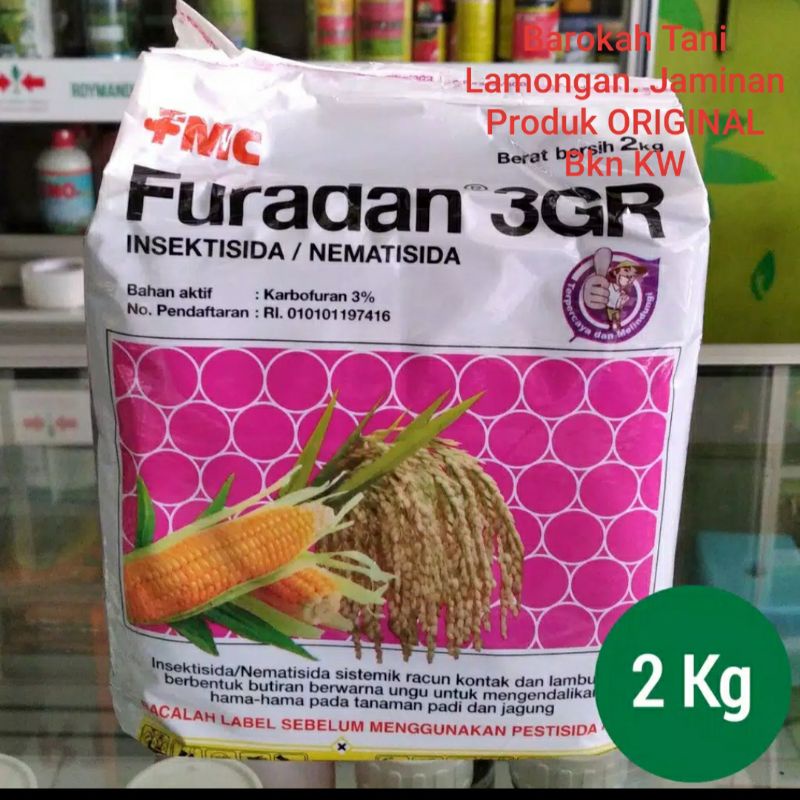 Barokah Tani
Lamongan. Jaminan
Produk ORIGINAL
Bkn KW
ROYMAND
FMC
Berat bersih 2kg
Furadan® 3GR
INSEKTISIDA / NEMATISIDA
Bahan aktif : Karbofuran 3%
No. Pendaftaran : RI. 010101197416
Terpercaya dan Melindungi
Insektisida/Nematisida sistemik racun kontak dan lambu
berbentuk butiran berwarna ungu untuk mengendalikan
hama-hama pada tanaman padi dan jagung
BACALAH LABEL SEBELUM MENGGUNAKAN PESTISIDA
2 Kg